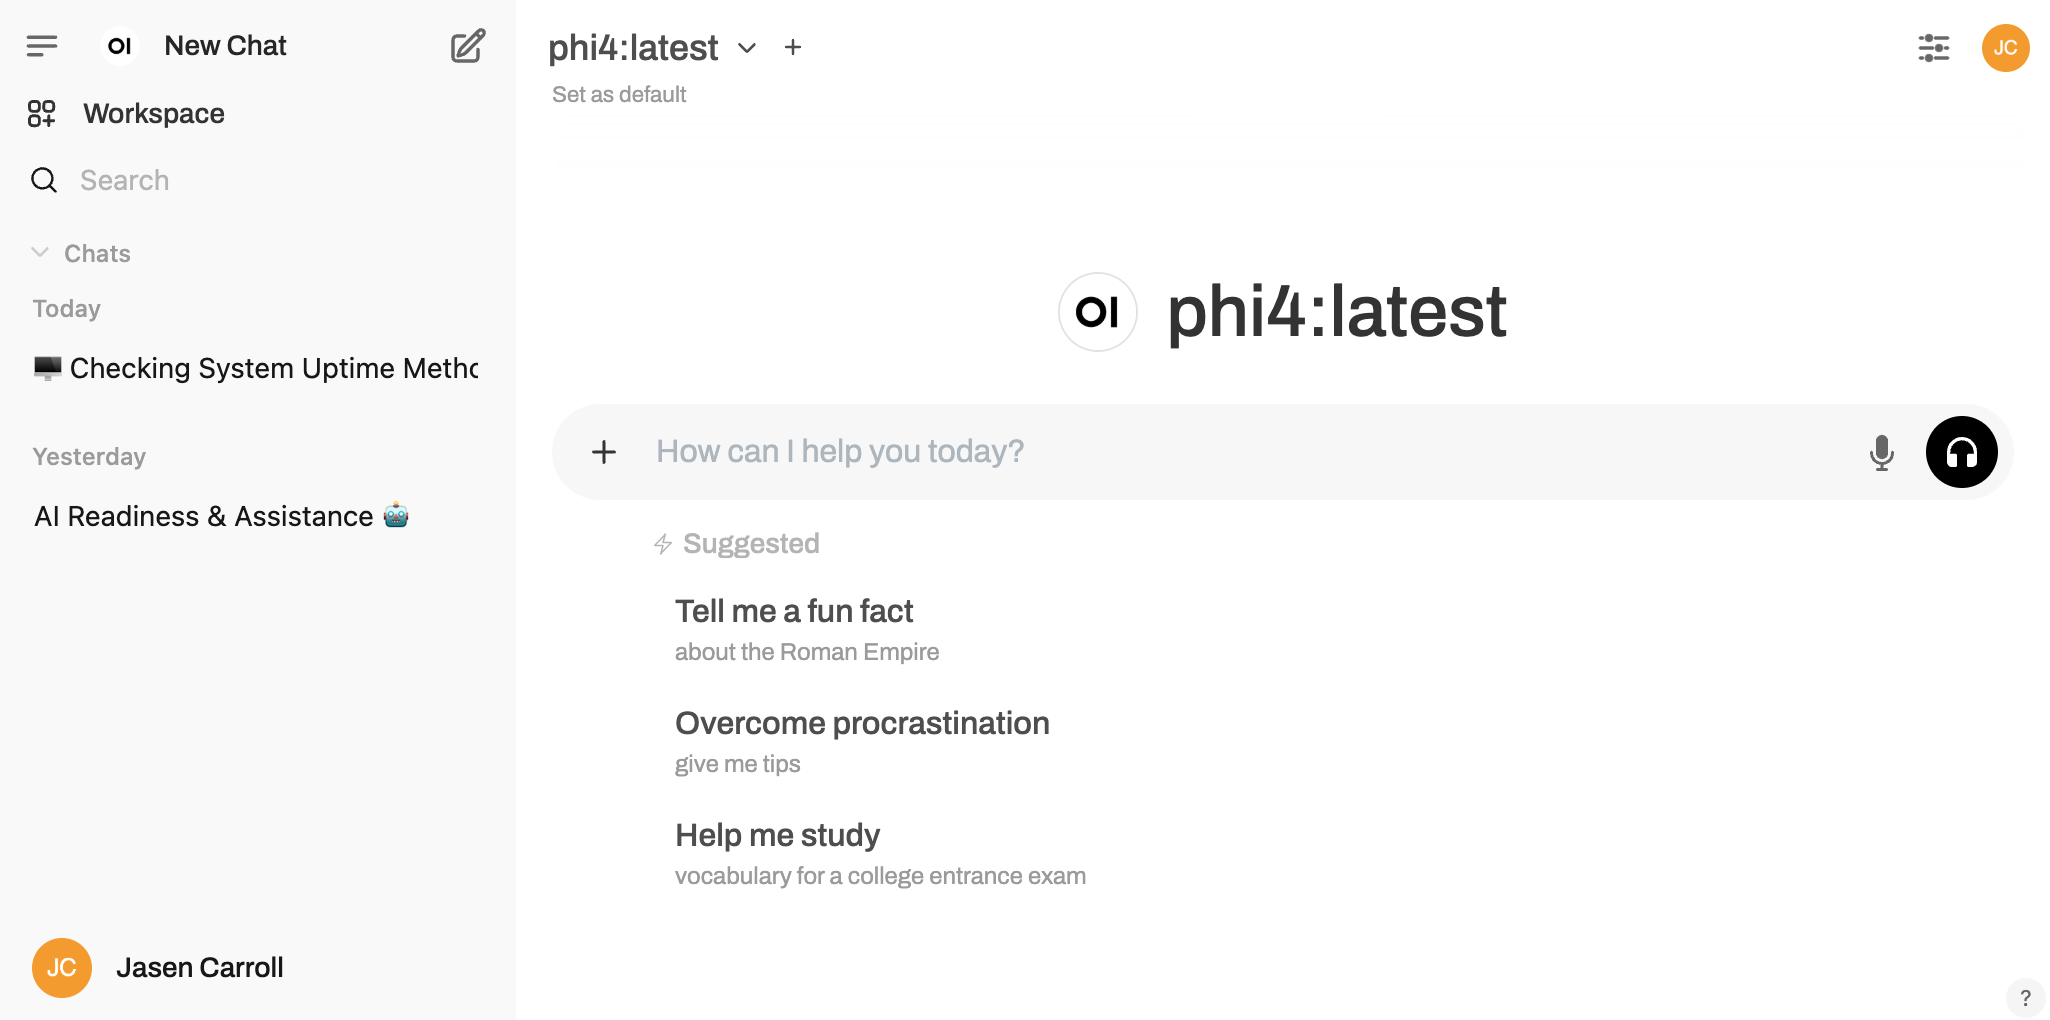 OI New Chat
Workspace
Search
Chats
Today
Checking System Uptime
Yesterday
AI Readiness & Assistance
JC Jasen Carroll
phi4:latest
Set as default
JC
OI phi4:latest
How can I help you today?
Suggested
Tell me a fun fact
about the Roman Empire
Overcome procrastination
give me tips
Help me study
vocabulary for a college entrance exam
?